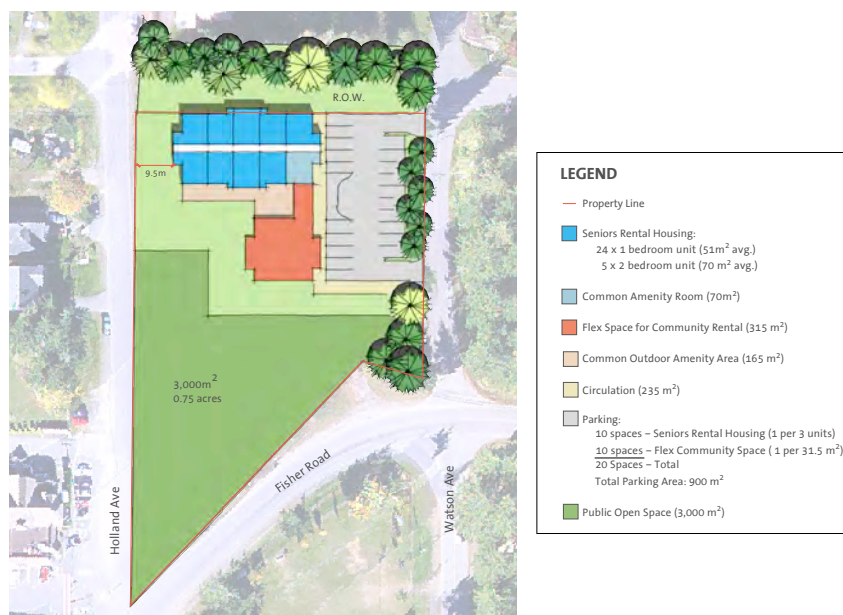 R.O.W.
9.5m
3,000m²
0.75 acres
Holland Ave
Fisher Road
Watson Ave
LEGEND
Property Line
Seniors Rental Housing:
24 x 1 bedroom unit (51m² avg.)
5 x 2 bedroom unit (70 m² avg.)
Common Amenity Room (70m²)
Flex Space for Community Rental (315 m²)
Common Outdoor Amenity Area (165 m²)
Circulation (235 m²)
Parking:
10 spaces – Seniors Rental Housing (1 per 3 units)
10 spaces – Flex Community Space ( 1 per 31.5 m²)
20 Spaces – Total
Total Parking Area: 900 m²
Public Open Space (3,000 m²)